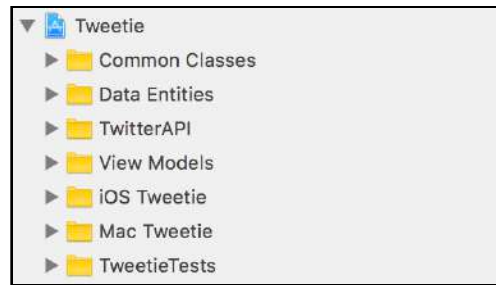 Tweetie
Common Classes
Data Entities
TwitterAPI
View Models
iOS Tweetie
Mac Tweetie
TweetieTests